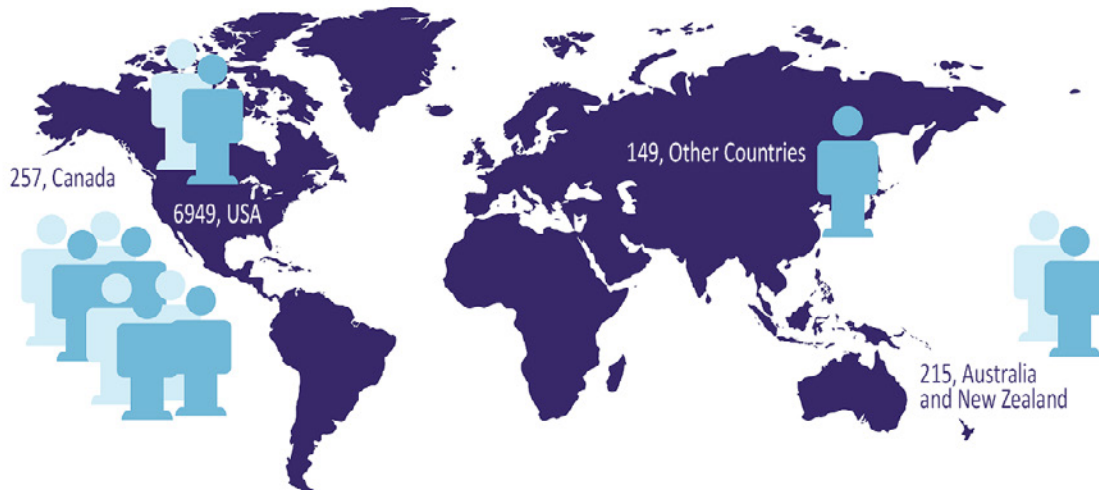 149, Other Countries
257, Canada
6949, USA
215, Australia
and New Zealand